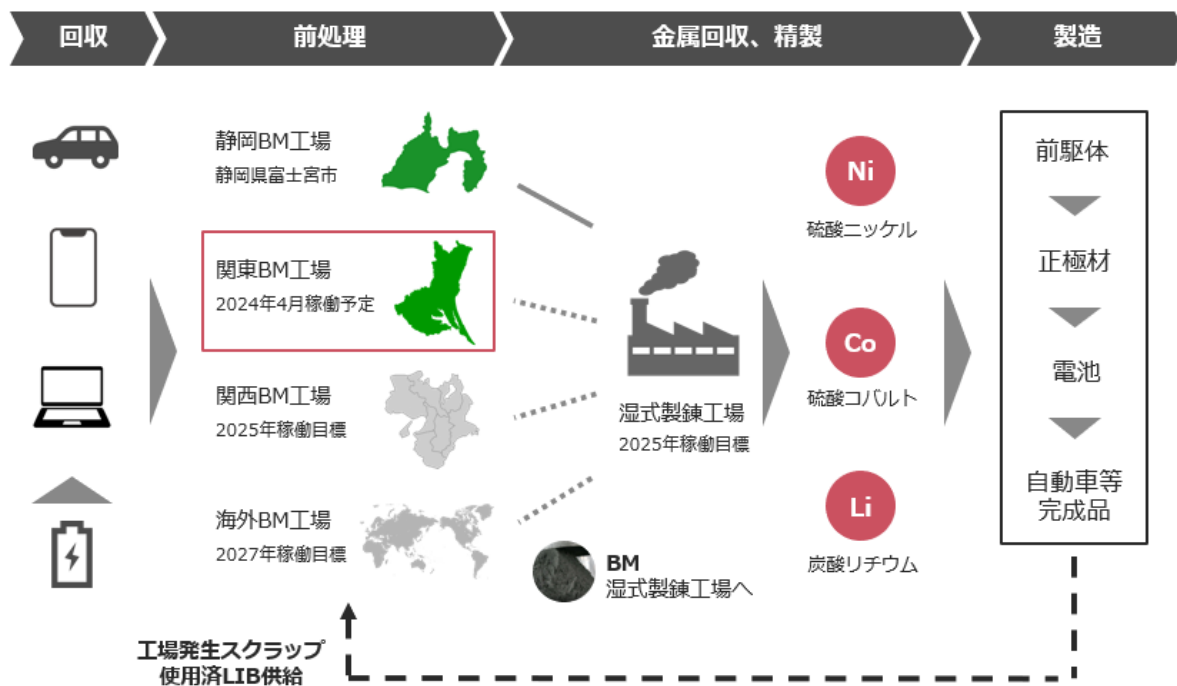 回収
前処理
金属回収、精製
製造
静岡BM工場
静岡県富士宮市
関東BM工場
2024年4月稼働予定
関西BM工場
2025年稼働目標
海外BM工場
2027年稼働目標
湿式製錬工場
2025年稼働目標
BM
湿式製錬工場へ
Ni
硫酸ニッケル
Co
硫酸コバルト
Li
炭酸リチウム
前駆体
正極材
電池
自動車等
完成品
工場発生スクラップ
使用済LIB供給